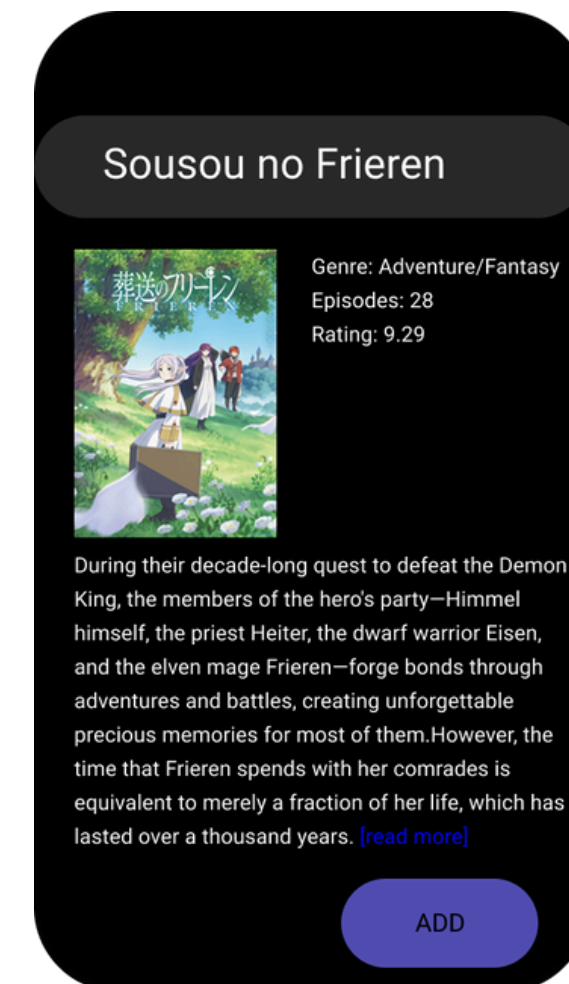 Sousou no Frieren
葬送のフリーレン
FRIEREN
Genre: Adventure/Fantasy
Episodes: 28
Rating: 9.29
During their decade-long quest to defeat the Demon
King, the members of the hero's party—Himmel
himself, the priest Heiter, the dwarf warrior Eisen,
and the elven mage Frieren—forge bonds through
adventures and battles, creating unforgettable
precious memories for most of them.However, the
time that Frieren spends with her comrades is
equivalent to merely a fraction of her life, which has
lasted over a thousand years. [read more]
ADD